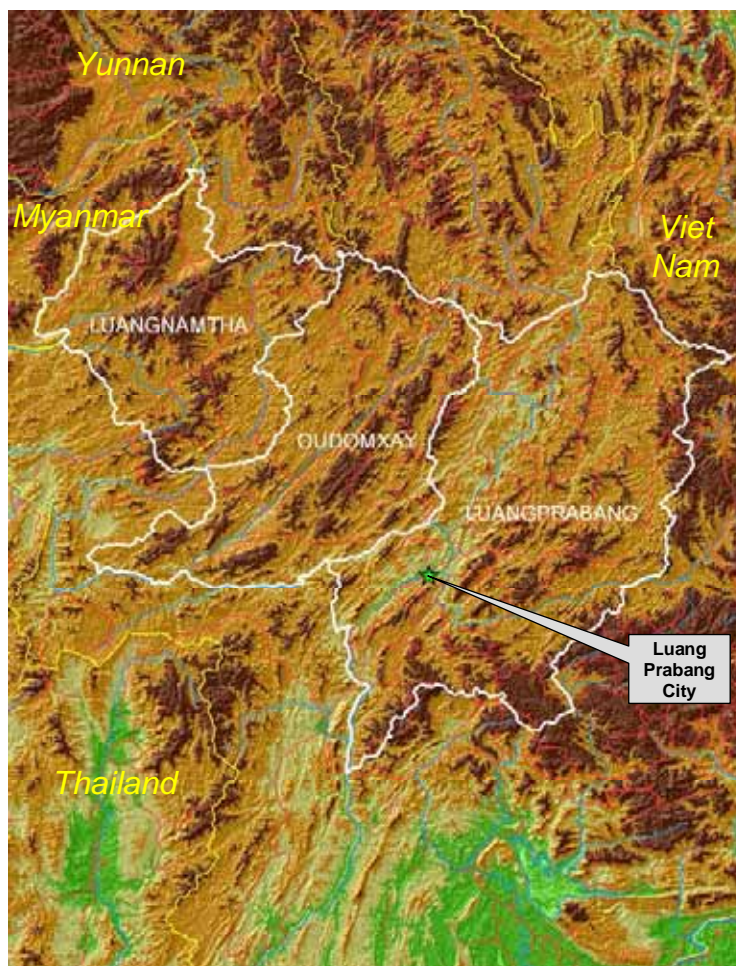 Yunnan
Myanmar
Viet
Nam
LUANGNAMTHA
OUDOMXAY
LUANGPRABANG
Luang
Prabang
City
Thailand